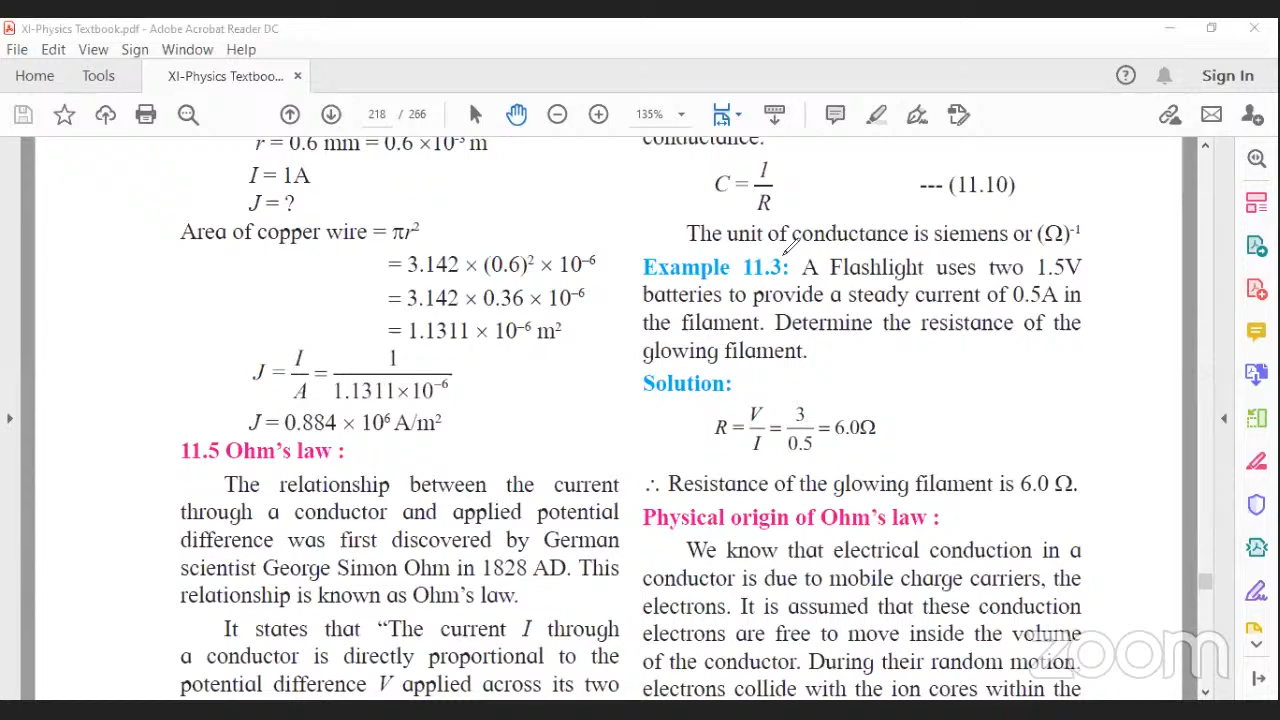 XI-Physics Textbook.pdf - Adobe Acrobat Reader DC
File Edit View Sign Window Help
Home Tools XI-Physics Textboo... × Sign In
218 / 266 135%
r = 0.6 mm = 0.6 ×10⁻³ m
I = 1A
J = ?
Area of copper wire = πr²
= 3.142 × (0.6)² × 10⁻⁶
= 3.142 × 0.36 × 10⁻⁶
= 1.1311 × 10⁻⁶ m²
J = I/A = 1/(1.1311×10⁻⁶)
J = 0.884 × 10⁶ A/m²
11.5 Ohm's law :
The relationship between the current
through a conductor and applied potential
difference was first discovered by German
scientist George Simon Ohm in 1828 AD. This
relationship is known as Ohm's law.
It states that “The current I through
a conductor is directly proportional to the
potential difference V applied across its two
conductance.
C = I/R --- (11.10)
The unit of conductance is siemens or (Ω)⁻¹
Example 11.3: A Flashlight uses two 1.5V
batteries to provide a steady current of 0.5A in
the filament. Determine the resistance of the
glowing filament.
Solution:
R = V/I = 3/0.5 = 6.0Ω
∴ Resistance of the glowing filament is 6.0 Ω.
Physical origin of Ohm's law :
We know that electrical conduction in a
conductor is due to mobile charge carriers, the
electrons. It is assumed that these conduction
electrons are free to move inside the volume
of the conductor. During their random motion,
electrons collide with the ion cores within the
zoom